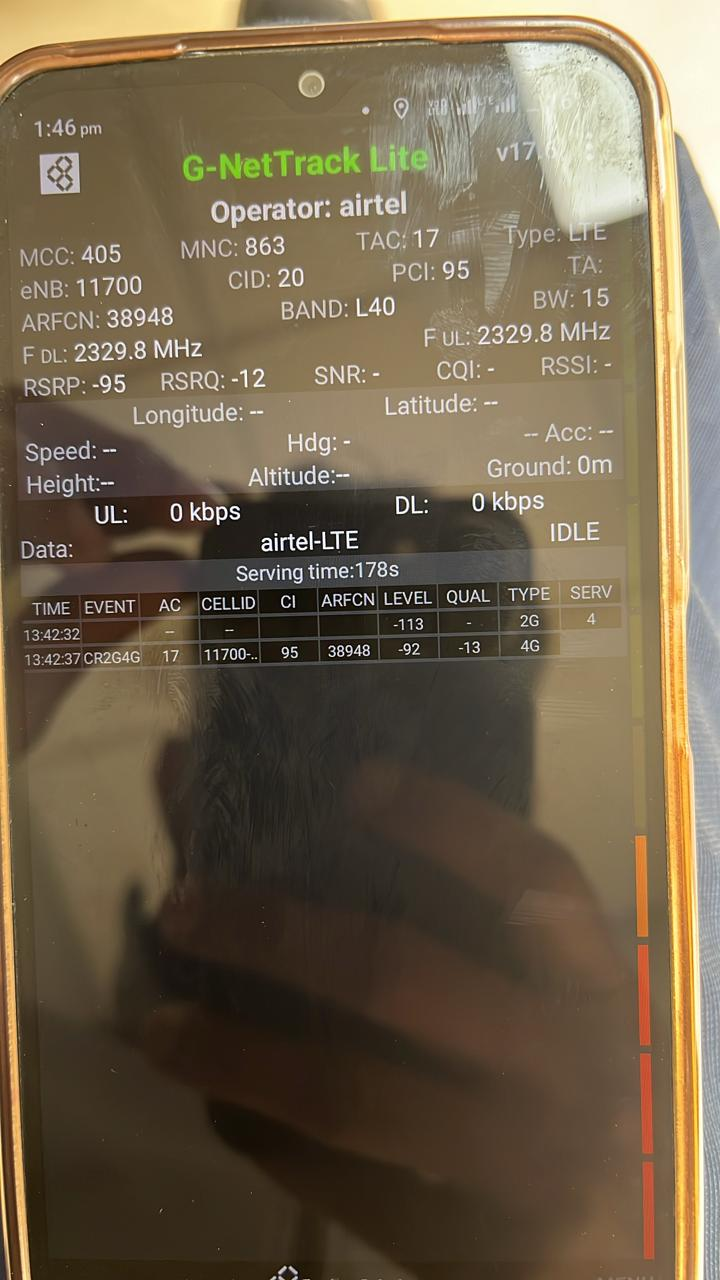 1:46 pm
G-NetTrack Lite
Operator: airtel
MCC: 405 MNC: 863 TAC: 17 Type: LTE
eNB: 11700 CID: 20 PCI: 95 TA:
ARFCN: 38948 BAND: L40 BW: 15
F DL: 2329.8 MHz F UL: 2329.8 MHz
RSRP: -95 RSRQ: -12 SNR: - CQI: - RSSI: -
Longitude: -- Latitude: --
Speed: -- Hdg: - -- Acc: --
Height:-- Altitude:-- Ground: 0m
UL: 0 kbps DL: 0 kbps
Data: airtel-LTE IDLE
Serving time:178s
TIME EVENT AC CELLID CI ARFCN LEVEL QUAL TYPE SERV
13:42:32 -- -- -113 - 2G 4
13:42:37 CR2G4G 17 11700-.. 95 38948 -92 -13 4G